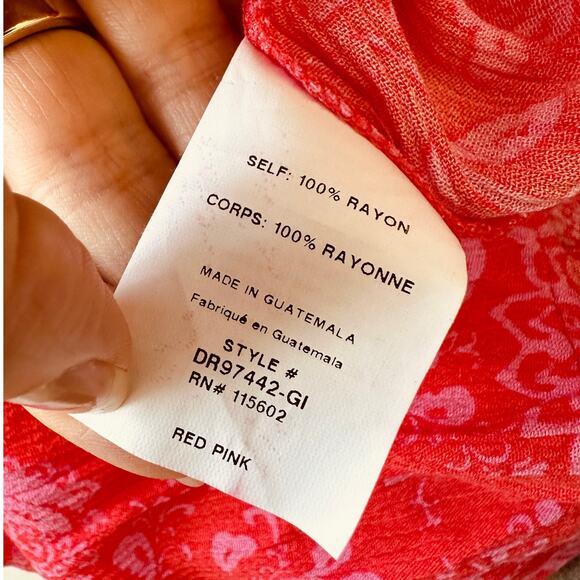 SELF: 100% RAYON
CORPS: 100% RAYONNE
MADE IN GUATEMALA
Fabriqué en Guatemala
STYLE #
DR97442-GI
RN# 115602
RED PINK